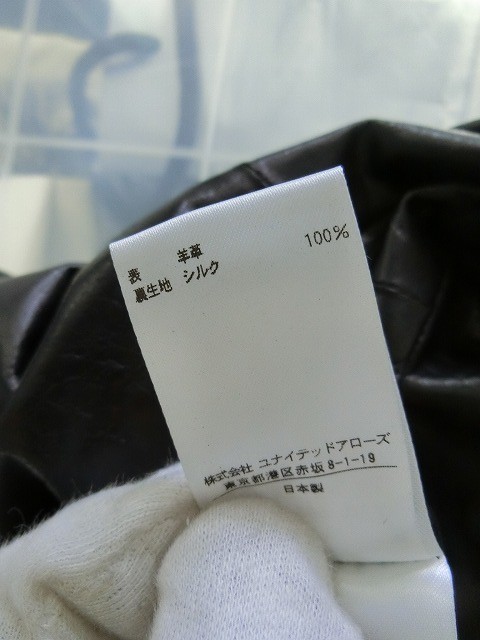 表 羊革
裏生地 シルク 100%
株式会社 ユナイテッドアローズ
東京都港区赤坂8-1-19
日本製